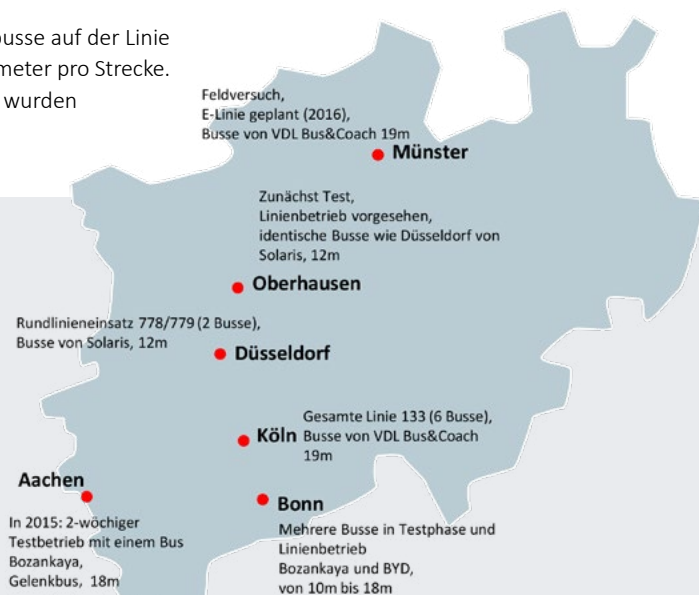 busse auf der Linie
meter pro Strecke.
wurden
Feldversuch,
E-Linie geplant (2016),
Busse von VDL Bus&Coach 19m
Münster
Zunächst Test,
Linienbetrieb vorgesehen,
identische Busse wie Düsseldorf von
Solaris, 12m
Oberhausen
Rundlinieneinsatz 778/779 (2 Busse),
Busse von Solaris, 12m
Düsseldorf
Gesamte Linie 133 (6 Busse),
Köln Busse von VDL Bus&Coach
19m
Aachen
In 2015: 2-wöchiger
Testbetrieb mit einem Bus
Bozankaya,
Gelenkbus, 18m
Bonn
Mehrere Busse in Testphase und
Linienbetrieb
Bozankaya und BYD,
von 10m bis 18m